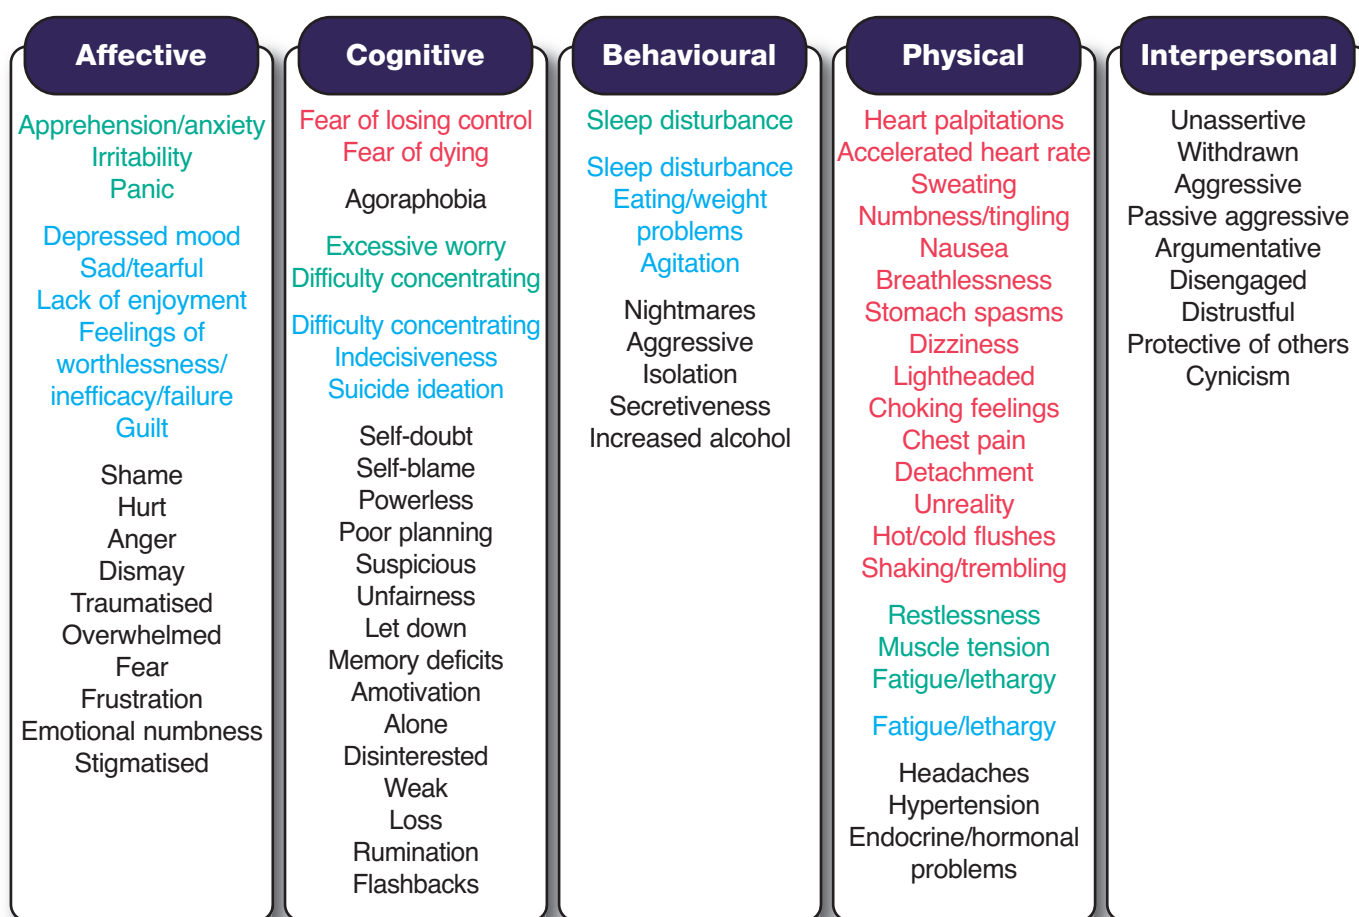 Affective
Apprehension/anxiety
Irritability
Panic
Depressed mood
Sad/tearful
Lack of enjoyment
Feelings of
worthlessness/
inefficacy/failure
Guilt
Shame
Hurt
Anger
Dismay
Traumatised
Overwhelmed
Fear
Frustration
Emotional numbness
Stigmatised
Cognitive
Fear of losing control
Fear of dying
Agoraphobia
Excessive worry
Difficulty concentrating
Difficulty concentrating
Indecisiveness
Suicide ideation
Self-doubt
Self-blame
Powerless
Poor planning
Suspicious
Unfairness
Let down
Memory deficits
Amotivation
Alone
Disinterested
Weak
Loss
Rumination
Flashbacks
Behavioural
Sleep disturbance
Sleep disturbance
Eating/weight
problems
Agitation
Nightmares
Aggressive
Isolation
Secretiveness
Increased alcohol
Physical
Heart palpitations
Accelerated heart rate
Sweating
Numbness/tingling
Nausea
Breathlessness
Stomach spasms
Dizziness
Lightheaded
Choking feelings
Chest pain
Detachment
Unreality
Hot/cold flushes
Shaking/trembling
Restlessness
Muscle tension
Fatigue/lethargy
Fatigue/lethargy
Headaches
Hypertension
Endocrine/hormonal
problems
Interpersonal
Unassertive
Withdrawn
Aggressive
Passive aggressive
Argumentative
Disengaged
Distrustful
Protective of others
Cynicism